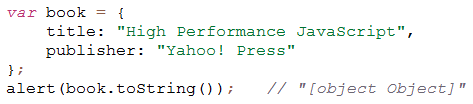 var book = {
    title: "High Performance JavaScript",
    publisher: "Yahoo! Press"
};
alert(book.toString());   // "[object Object]"